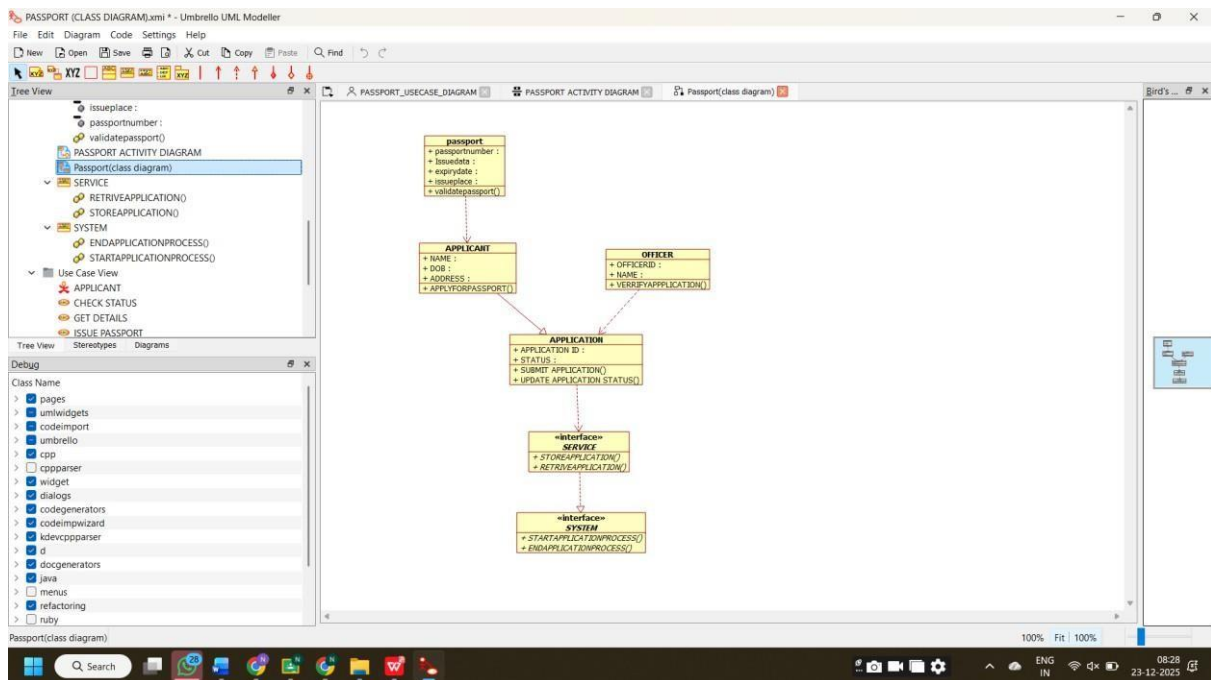 PASSPORT (CLASS DIAGRAM).xmi * - Umbrello UML Modeller
File Edit Diagram Code Settings Help
New Open Save Cut Copy Paste Find
XYZ XYZ
Tree View
issueplace :
passportnumber :
validatepassport()
PASSPORT ACTIVITY DIAGRAM
Passport(class diagram)
SERVICE
RETRIVEAPPLICATION()
STOREAPPLICATION()
SYSTEM
ENDAPPLICATIONPROCESS()
STARTAPPLICATIONPROCESS()
Use Case View
APPLICANT
CHECK STATUS
GET DETAILS
ISSUE PASSPORT
Tree View Stereotypes Diagrams
Debug
Class Name
pages
umlwidgets
codeimport
umbrello
cpp
cppparser
widget
dialogs
codegenerators
codeimpwizard
kdevcppparser
d
docgenerators
java
menus
refactoring
ruby
PASSPORT_USECASE_DIAGRAM PASSPORT ACTIVITY DIAGRAM Passport(class diagram)
passport
+ passportnumber :
+ Issuedata :
+ expirydate :
+ issueplace :
+ validatepassport()
APPLICANT
+ NAME :
+ DOB :
+ ADDRESS :
+ APPLYFORPASSPORT()
OFFICER
+ OFFICERID :
+ NAME :
+ VERRIFYAPPPLICATION()
APPLICATION
+ APPLICATION ID :
+ STATUS :
+ SUBMIT APPLICATION()
+ UPDATE APPLICATION STATUS()
«interface»
SERVICE
+ STOREAPPLICATION()
+ RETRIVEAPPLICATION()
«interface»
SYSTEM
+ STARTAPPLICATIONPROCESS()
+ ENDAPPLICATIONPROCESS()
Bird's ...
Passport(class diagram)
100% Fit 100%
Search
28
ENG
IN
08:28
23-12-2025